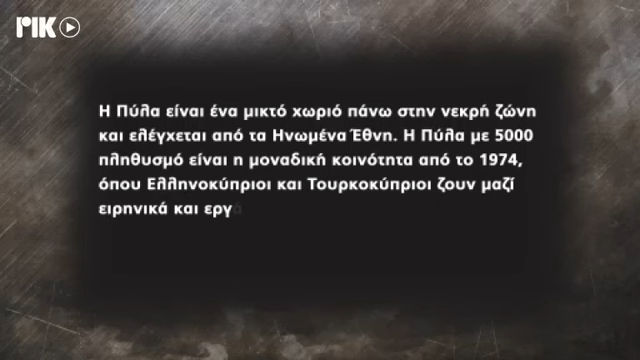 ΡΙΚ
Η Πύλα είναι ένα μικτό χωριό πάνω στην νεκρή ζώνη
και ελέγχεται από τα Ηνωμένα Έθνη. Η Πύλα με 5000
πληθυσμό είναι η μοναδική κοινότητα από το 1974,
όπου Ελληνοκύπριοι και Τουρκοκύπριοι ζουν μαζί
ειρηνικά και εργά